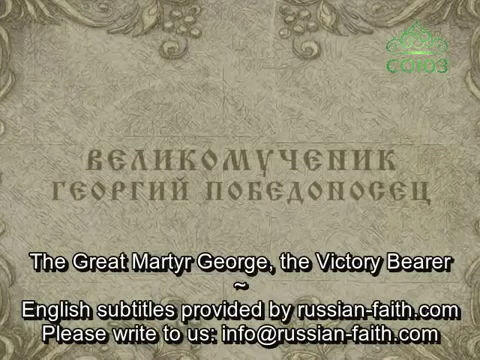 СОЮЗ
ВЕЛИКОМУЧЕНИК
ГЕОРГИЙ ПОБЕДОНОСЕЦ
The Great Martyr George, the Victory Bearer
~
English subtitles provided by russian-faith.com
Please write to us: info@russian-faith.com